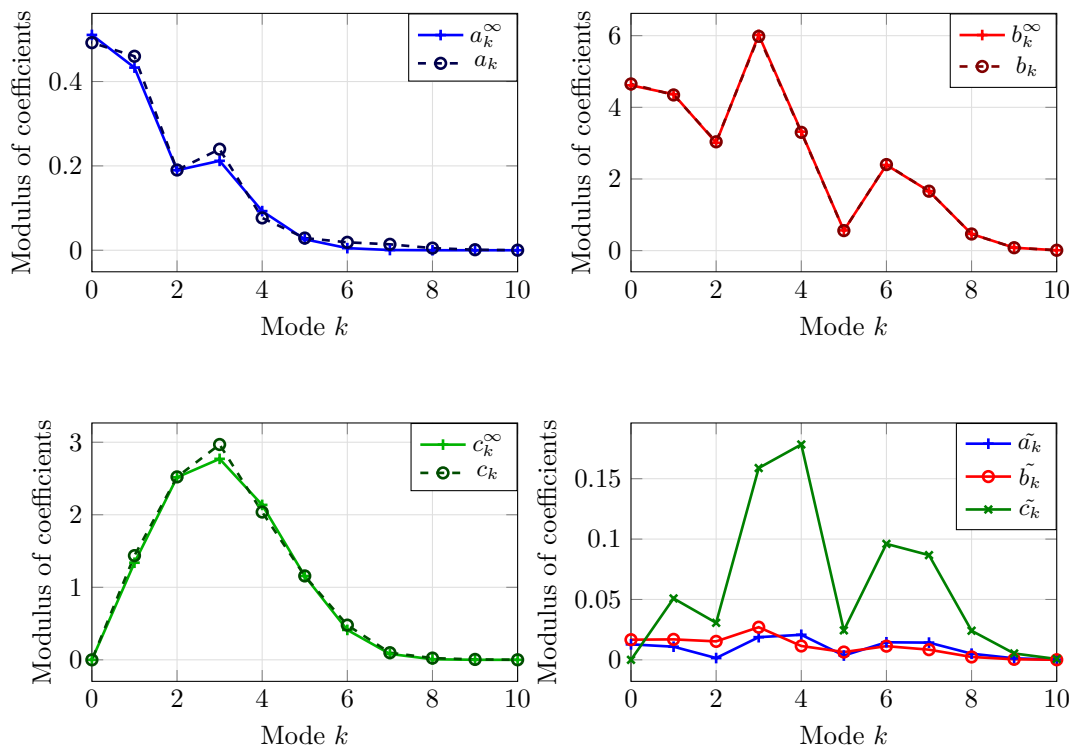 Modulus of coefficients
0.4
0.2
0
0 2 4 6 8 10
Mode k
a_k^∞
a_k
Modulus of coefficients
6
4
2
0
0 2 4 6 8 10
Mode k
b_k^∞
b_k
Modulus of coefficients
3
2
1
0
0 2 4 6 8 10
Mode k
c_k^∞
c_k
Modulus of coefficients
0.15
0.1
0.05
0
0 2 4 6 8 10
Mode k
ã_k
b̃_k
c̃_k